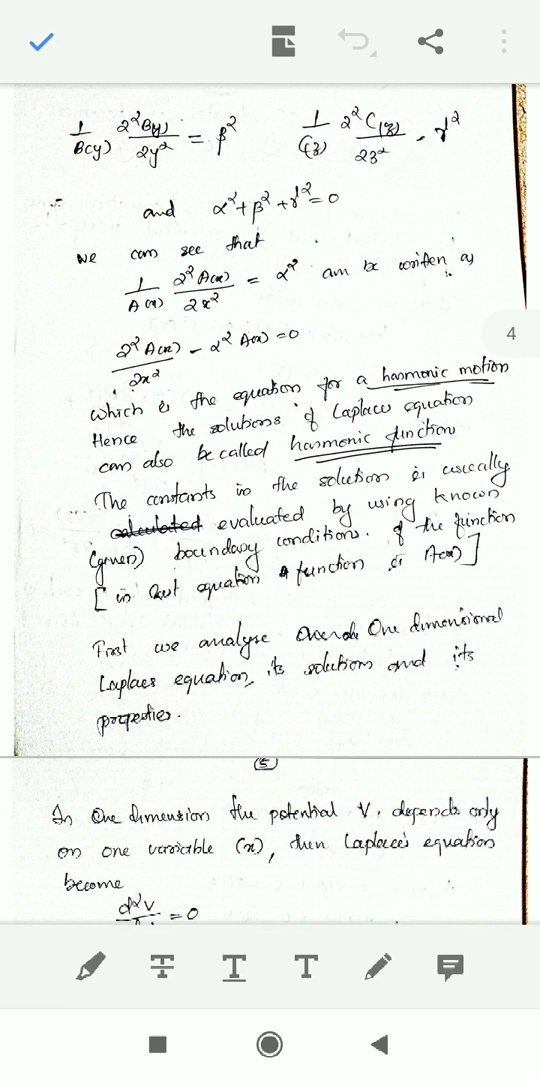 1/B(y) ∂²B(y)/∂y² = β²    1/C(z) ∂²C(z)/∂z² = γ²
and α²+β²+γ²=0
we can see that
1/A(x) ∂²A(x)/∂x² = α² can be written as
4
∂²A(x)/∂x² - α² A(x) = 0
which is the equation for a harmonic motion
Hence the solutions of Laplace equation
can also be called harmonic function
The constants in the solution is usually
calculated evaluated by using known
(given) boundary conditions of the function
[in our equation function is A(x)]
First we analyse One dimensional
Laplaces equation, its solutions and its
properties.
(5)
In One dimension the potential V, depends only
on one variable (x), then Laplace's equation
become
d²V = 0
T T T